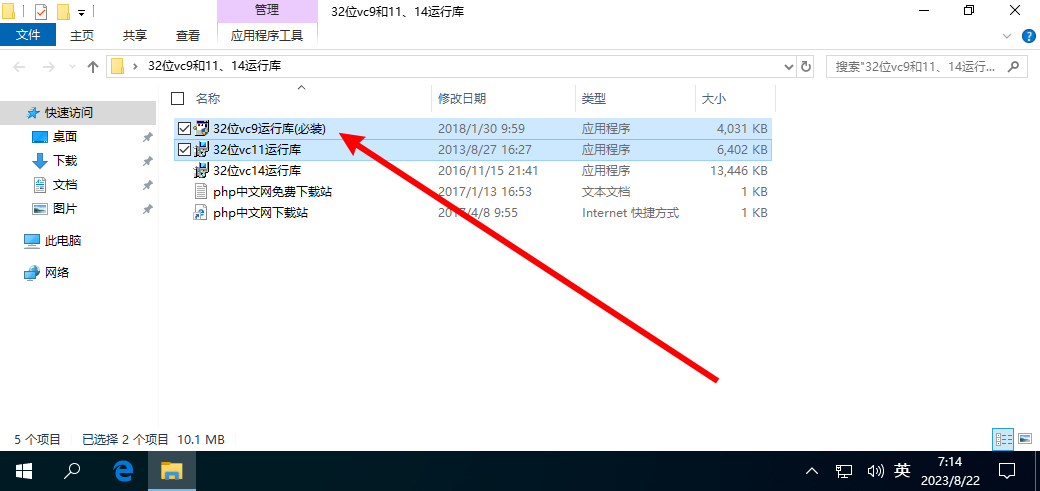 管理
32位vc9和11、14运行库
文件 主页 共享 查看 应用程序工具
32位vc9和11、14运行库
搜索"32位vc9和11、14运行...
名称 修改日期 类型 大小
快速访问
桌面
下载
文档
图片
此电脑
网络
32位vc9运行库(必装) 2018/1/30 9:59 应用程序 4,031 KB
32位vc11运行库 2013/8/27 16:27 应用程序 6,402 KB
32位vc14运行库 2016/11/15 21:41 应用程序 13,446 KB
php中文网免费下载站 2017/1/13 16:53 文本文档 1 KB
php中文网下载站 2017/4/8 9:55 Internet 快捷方式 1 KB
5 个项目 已选择 2 个项目 10.1 MB
英
7:14
2023/8/22